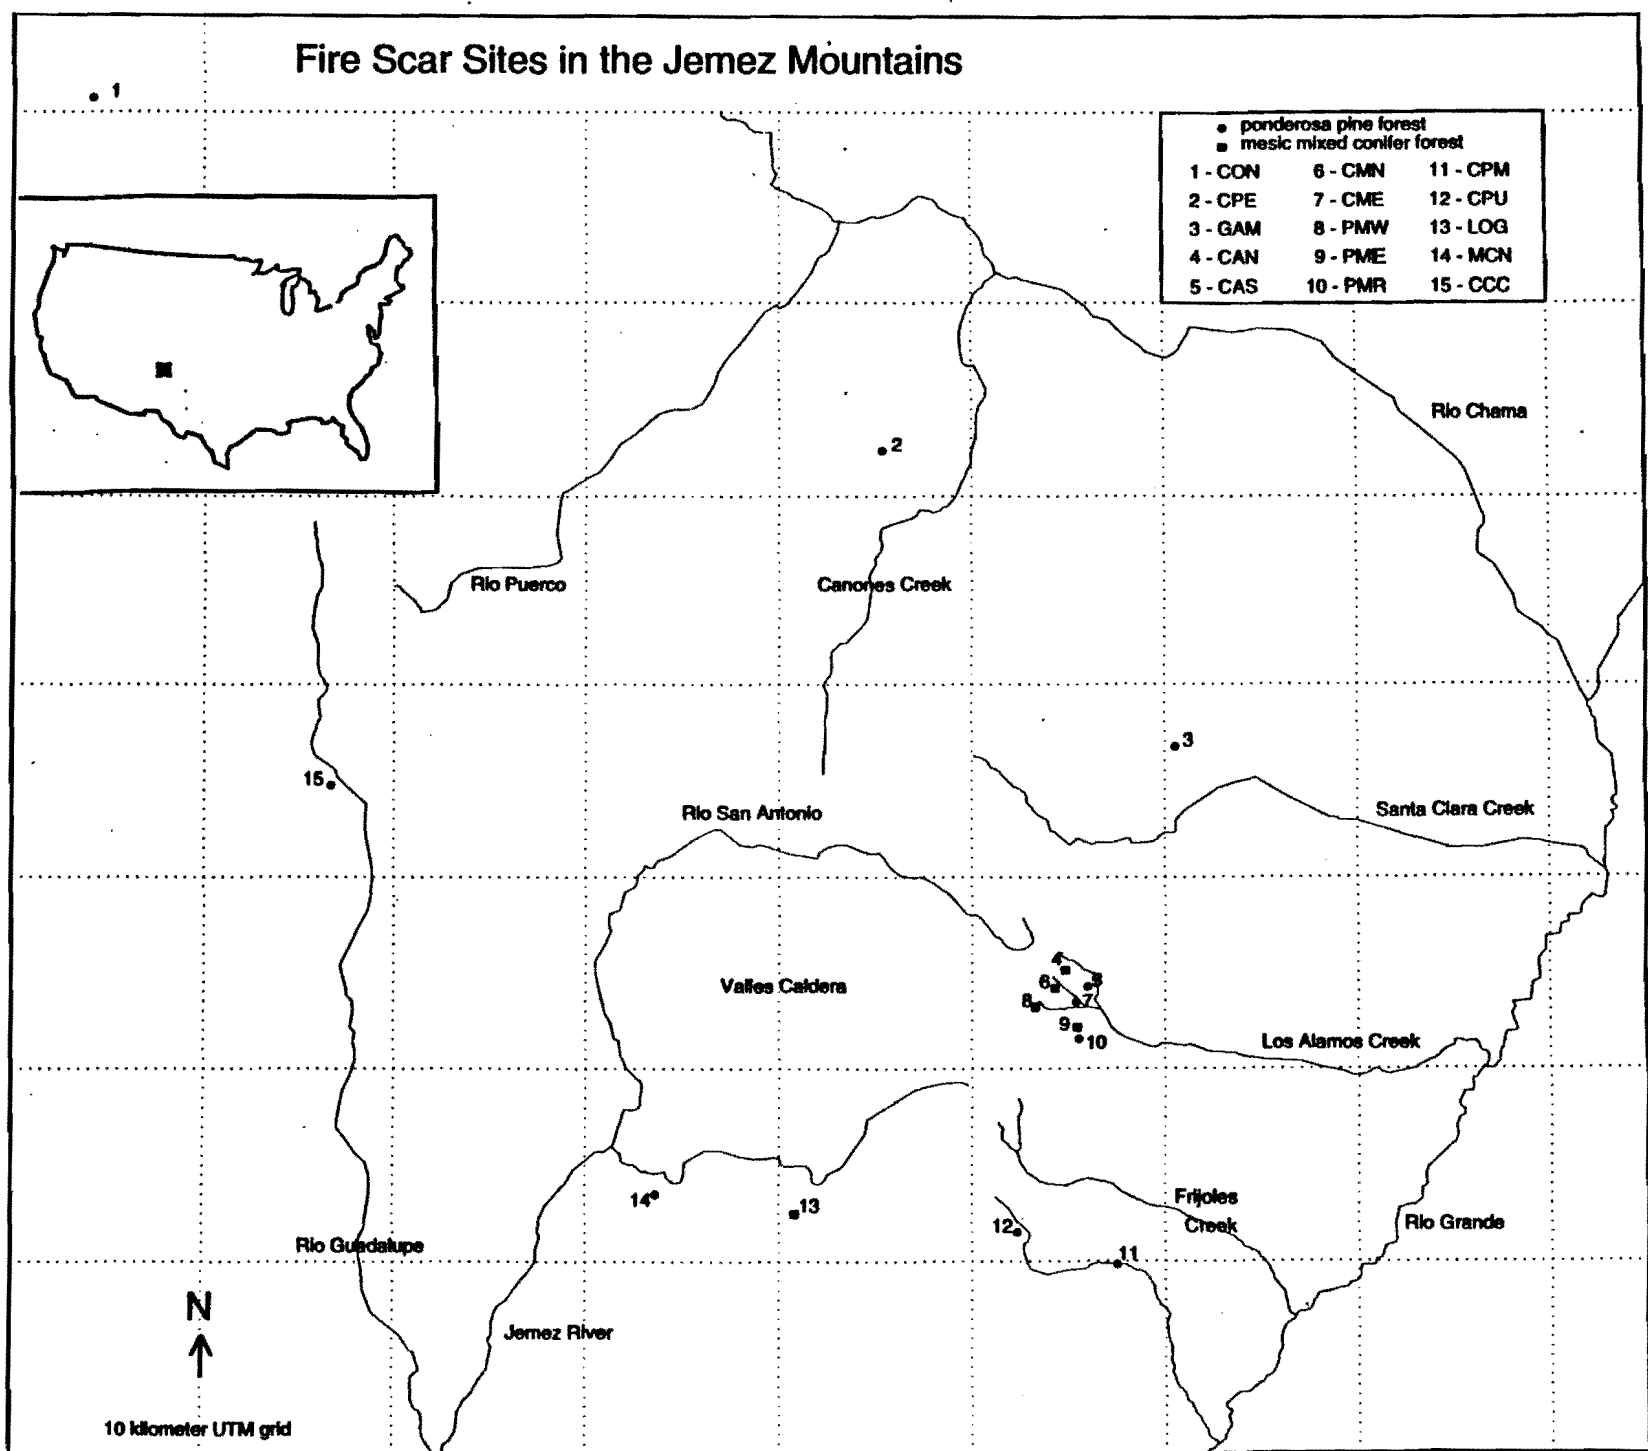 Fire Scar Sites in the Jemez Mountains
1
ponderosa pine forest
mesic mixed conifer forest
1 - CON 6 - CMN 11 - CPM
2 - CPE 7 - CME 12 - CPU
3 - GAM 8 - PMW 13 - LOG
4 - CAN 9 - PME 14 - MCN
5 - CAS 10 - PMR 15 - CCC
Rio Chama
2
Rio Puerco
Canones Creek
3
15
Rio San Antonio
Santa Clara Creek
4
5
6
Valles Caldera
7
8
9
10
Los Alamos Creek
14
13
Frijoles
Creek
Rio Grande
12
11
Rio Guadalupe
N
Jemez River
10 kilometer UTM grid